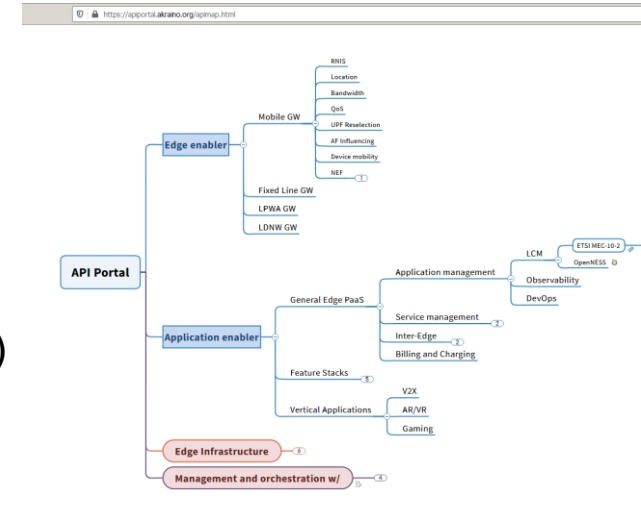 https://apiportal.akraino.org/apimap.html
RNIS
Location
Bandwidth
QoS
UPF Reselection
AF Influencing
Device mobility
NEF
1
Mobile GW
Edge enabler
Fixed Line GW
LPWA GW
LDNW GW
API Portal
ETSI MEC-10-2
LCM
OpenNESS
Application management
Observability
DevOps
General Edge PaaS
Service management
2
Inter-Edge
2
Application enabler
Billing and Charging
Feature Stacks
5
V2X
Vertical Applications
AR/VR
Gaming
Edge Infrastructure
6
Management and orchestration w/
4
)